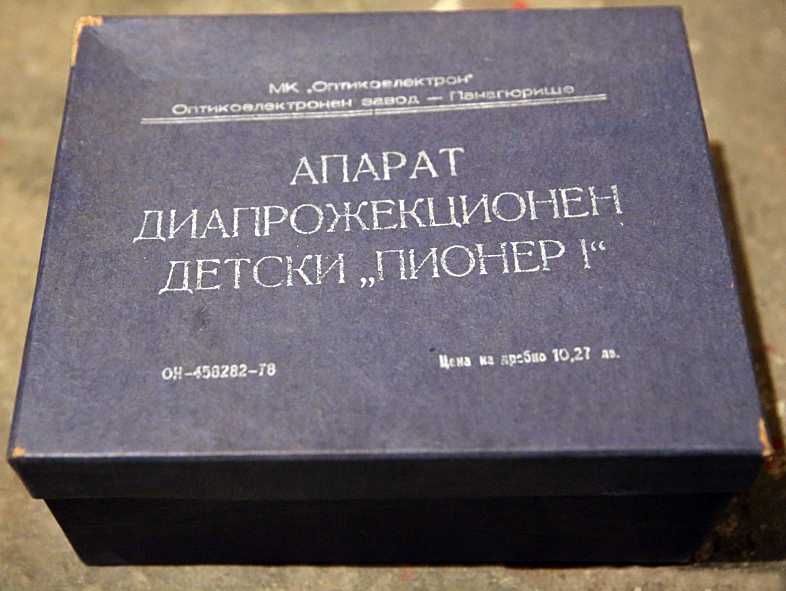 МК „Оптикоелектрон“
Оптикоелектронен завод — Панагюрище
АПАРАТ
ДИАПРОЖЕКЦИОНЕН
ДЕТСКИ „ПИОНЕР I“
ОН-458282-78
Цена на дребно 10,27 лв.